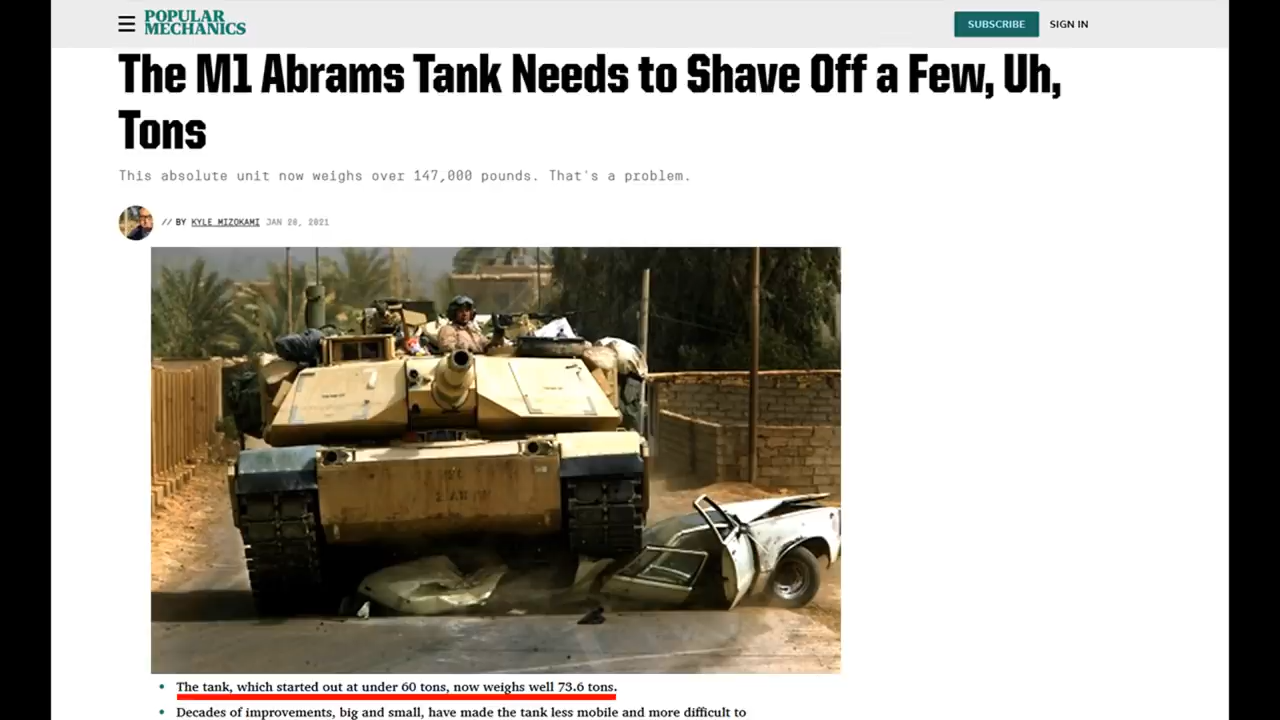 POPULAR
MECHANICS
SUBSCRIBE
SIGN IN
The M1 Abrams Tank Needs to Shave Off a Few, Uh,
Tons
This absolute unit now weighs over 147,000 pounds. That's a problem.
// BY KYLE MIZOKAMI JAN 20, 2021
The tank, which started out at under 60 tons, now weighs well 73.6 tons.
Decades of improvements, big and small, have made the tank less mobile and more difficult to